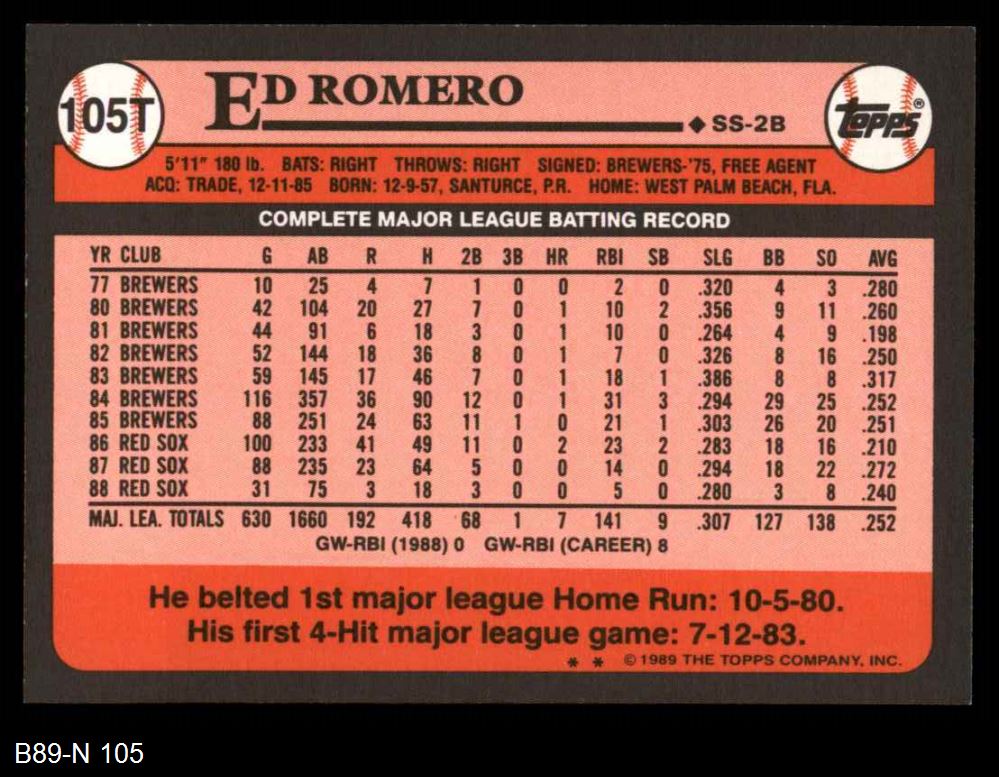 105T
ED ROMERO
◆ SS-2B
TOPPS®
5'11" 180 lb. BATS: RIGHT THROWS: RIGHT SIGNED: BREWERS-'75, FREE AGENT
ACQ: TRADE, 12-11-85 BORN: 12-9-57, SANTURCE, P.R. HOME: WEST PALM BEACH, FLA.
COMPLETE MAJOR LEAGUE BATTING RECORD
YR CLUB G AB R H 2B 3B HR RBI SB SLG BB SO AVG
77 BREWERS 10 25 4 7 1 0 0 2 0 .320 4 3 .280
80 BREWERS 42 104 20 27 7 0 1 10 2 .356 9 11 .260
81 BREWERS 44 91 6 18 3 0 1 10 0 .264 4 9 .198
82 BREWERS 52 144 18 36 8 0 1 7 0 .326 8 16 .250
83 BREWERS 59 145 17 46 7 0 1 18 1 .386 8 8 .317
84 BREWERS 116 357 36 90 12 0 1 31 3 .294 29 25 .252
85 BREWERS 88 251 24 63 11 1 0 21 1 .303 26 20 .251
86 RED SOX 100 233 41 49 11 0 2 23 2 .283 18 16 .210
87 RED SOX 88 235 23 64 5 0 0 14 0 .294 18 22 .272
88 RED SOX 31 75 3 18 3 0 0 5 0 .280 3 8 .240
MAJ. LEA. TOTALS 630 1660 192 418 68 1 7 141 9 .307 127 138 .252
GW-RBI (1988) 0 GW-RBI (CAREER) 8
He belted 1st major league Home Run: 10-5-80.
His first 4-Hit major league game: 7-12-83.
* * © 1989 THE TOPPS COMPANY, INC.
B89-N 105